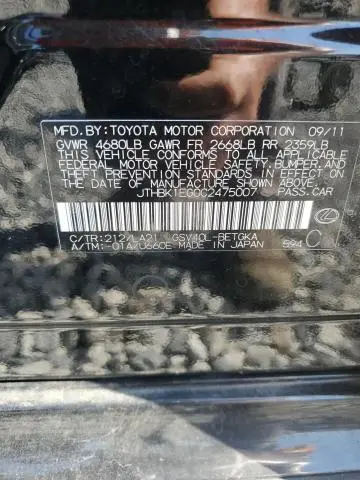 MFD.BY:TOYOTA MOTOR CORPORATION 09/11
GVWR 4680LB GAWR FR 2668LB RR 2359LB
THIS VEHICLE CONFORMS TO ALL APPLICABLE
FEDERAL MOTOR VEHICLE SAFETY,BUMPER,AND
THEFT PREVENTION STANDARDS IN EFFECT ON
THE DATE OF MANUFACTURE SHOWN ABOVE.
JTHBK1EG0C2475007 PASS.CAR
C/TR:212/LA21 GSV40L-BETGKA
A/TM:-01A/U660E MADE IN JAPAN 594 C